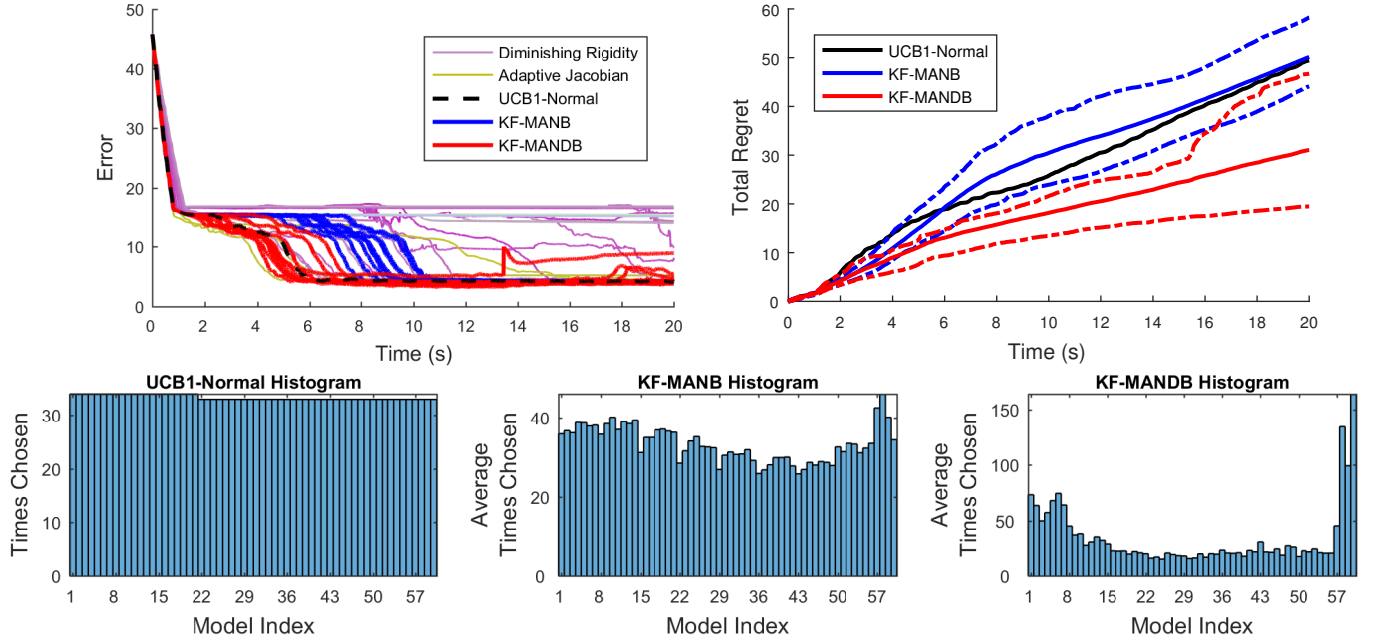 60
50
40
30
20
10
0
Error
0 2 4 6 8 10 12 14 16 18 20
Time (s)
Diminishing Rigidity
Adaptive Jacobian
UCB1-Normal
KF-MANB
KF-MANDB
60
50
40
30
20
10
0
Total Regret
0 2 4 6 8 10 12 14 16 18 20
Time (s)
UCB1-Normal
KF-MANB
KF-MANDB
UCB1-Normal Histogram
30
20
10
0
Times Chosen
1 8 15 22 29 36 43 50 57
Model Index
KF-MANB Histogram
40
20
0
Average
Times Chosen
1 8 15 22 29 36 43 50 57
Model Index
KF-MANDB Histogram
150
100
50
0
Average
Times Chosen
1 8 15 22 29 36 43 50 57
Model Index